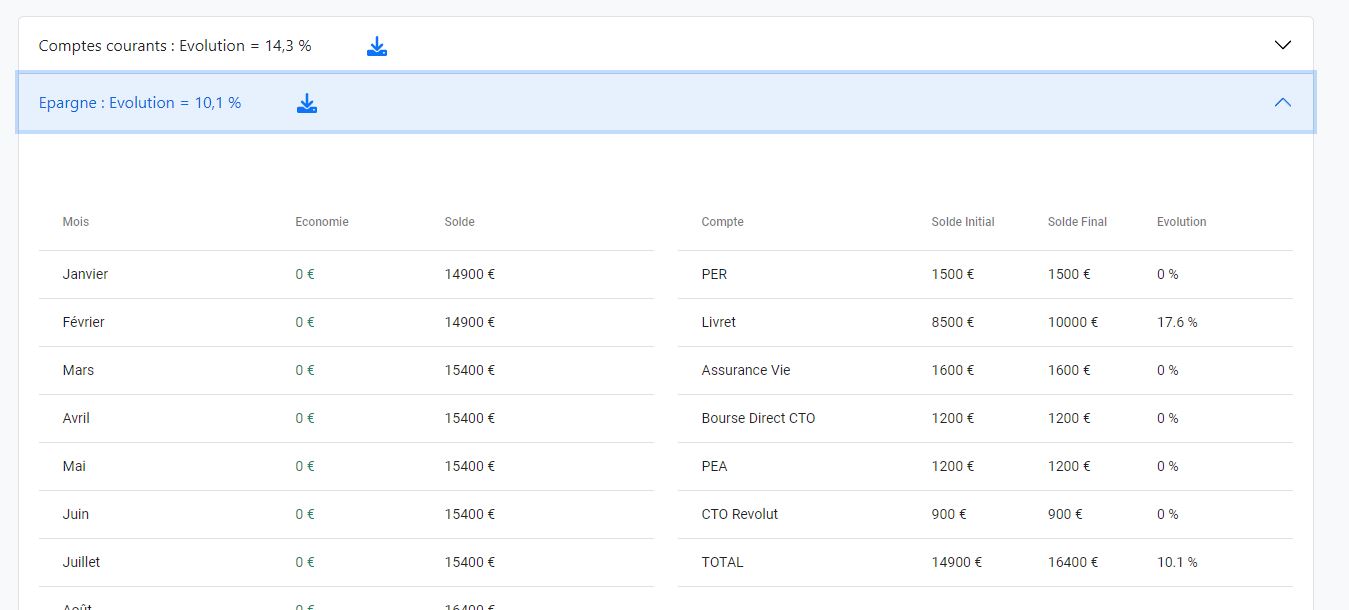 Comptes courants : Evolution = 14,3 %
Epargne : Evolution = 10,1 %
Mois Economie Solde
Janvier 0 € 14900 €
Février 0 € 14900 €
Mars 0 € 15400 €
Avril 0 € 15400 €
Mai 0 € 15400 €
Juin 0 € 15400 €
Juillet 0 € 15400 €
Août 0 € 16400 €
Compte Solde Initial Solde Final Evolution
PER 1500 € 1500 € 0 %
Livret 8500 € 10000 € 17.6 %
Assurance Vie 1600 € 1600 € 0 %
Bourse Direct CTO 1200 € 1200 € 0 %
PEA 1200 € 1200 € 0 %
CTO Revolut 900 € 900 € 0 %
TOTAL 14900 € 16400 € 10.1 %